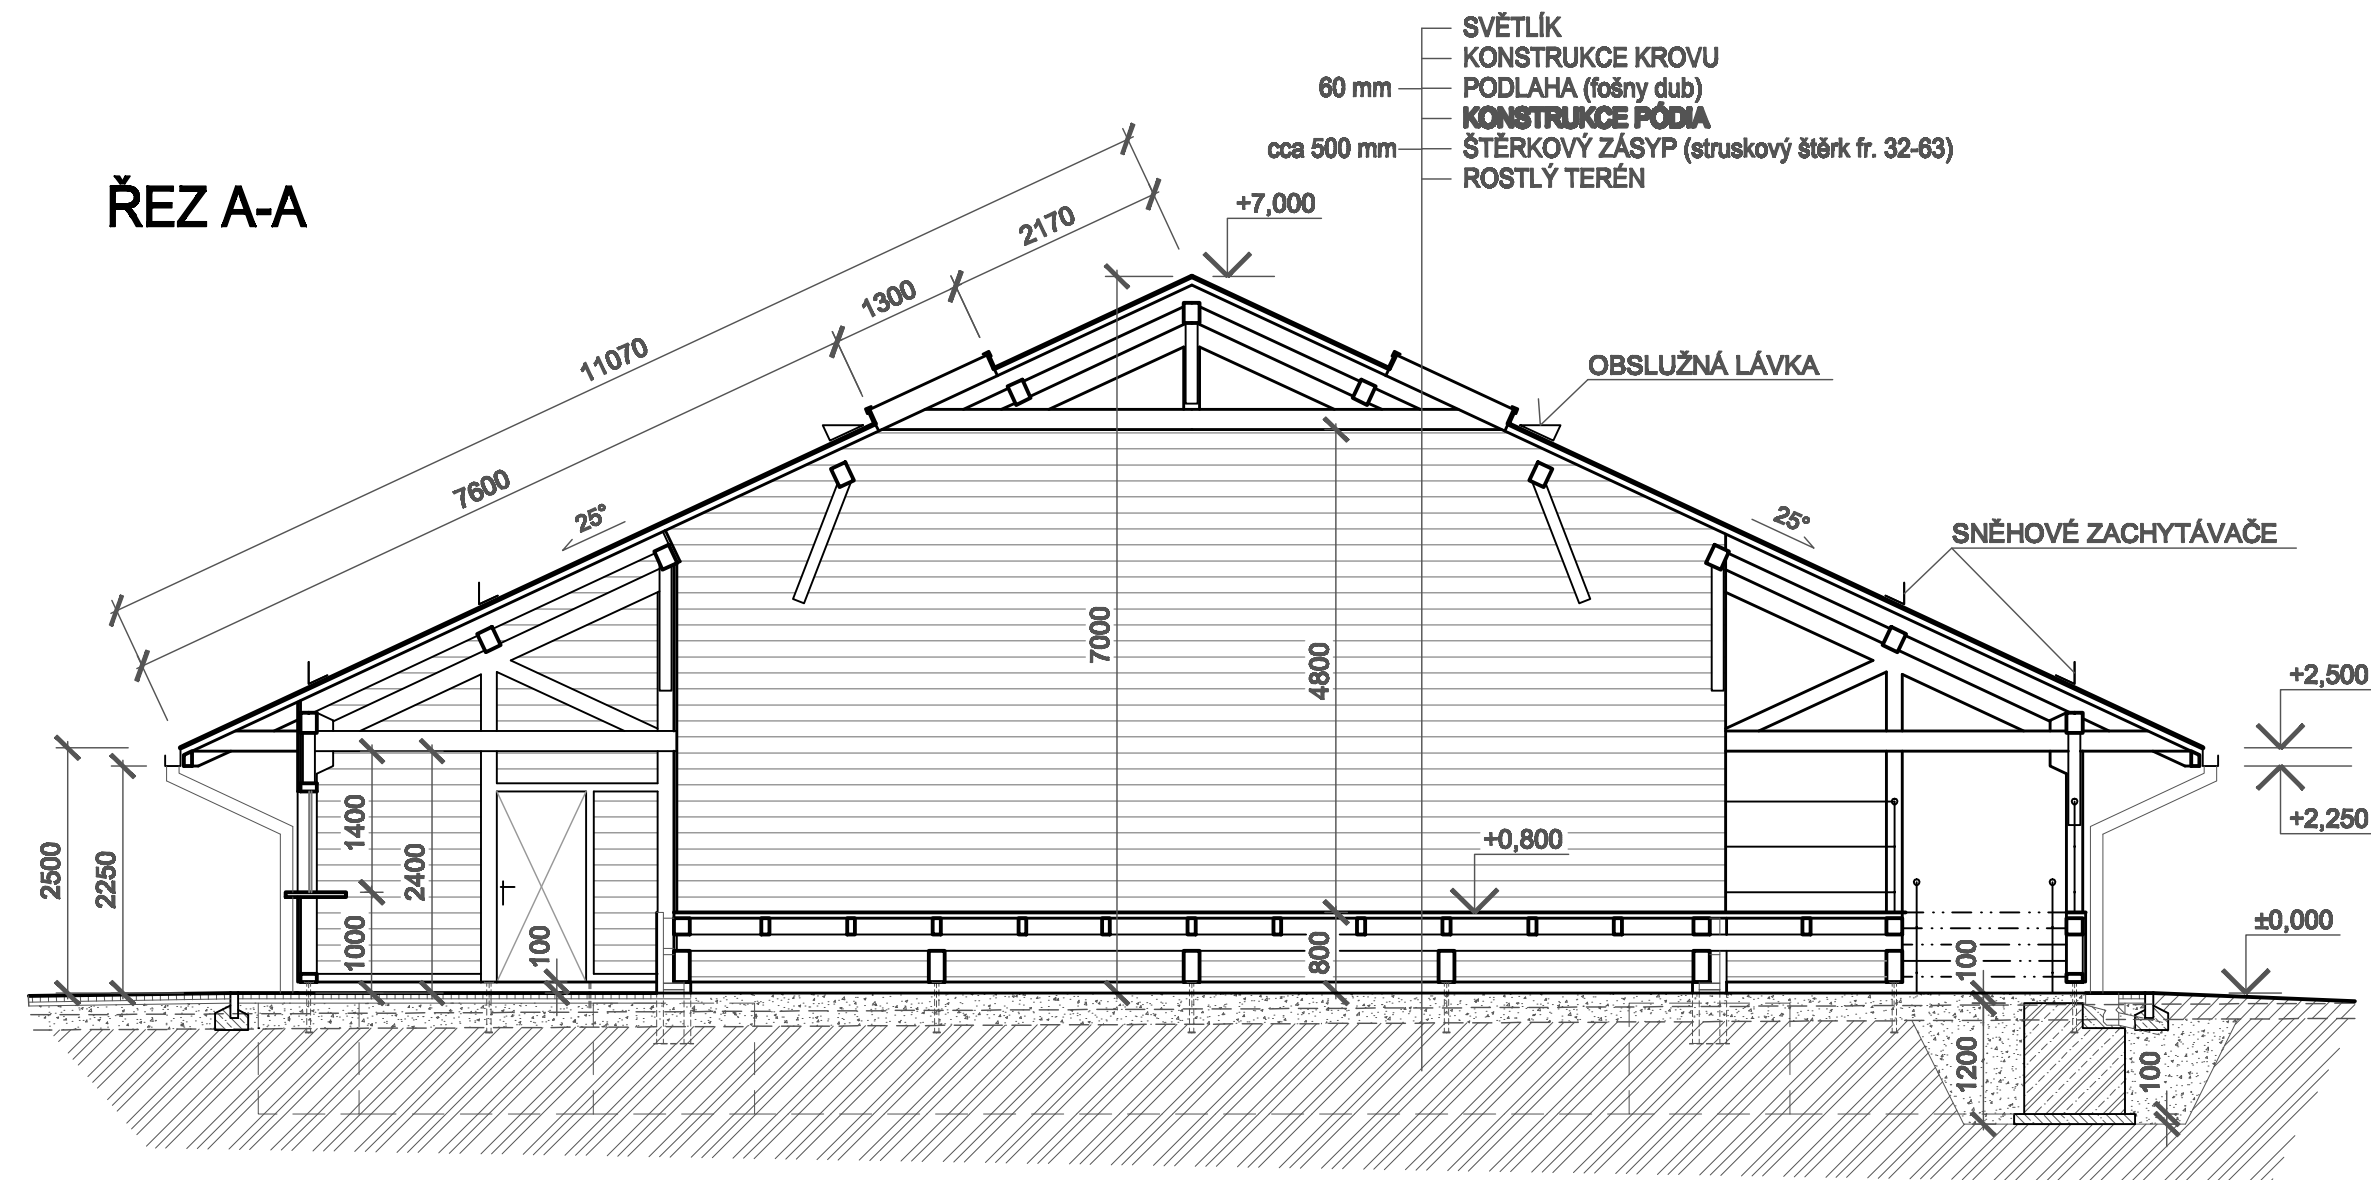 SVĚTLÍK
KONSTRUKCE KROVU
60 mm PODLAHA (fošny dub)
KONSTRUKCE PÓDIA
cca 500 mm ŠTĚRKOVÝ ZÁSYP (struskový štěrk fr. 32-63)
ROSTLÝ TERÉN
ŘEZ A-A
+7,000
2170
1300
11070
OBSLUŽNÁ LÁVKA
7600
25°
25°
SNĚHOVÉ ZACHYTÁVAČE
7000
4800
+2,500
+2,250
1400
2400
2500
2250
+0,800
±0,000
1000
100
800
100
1200
100